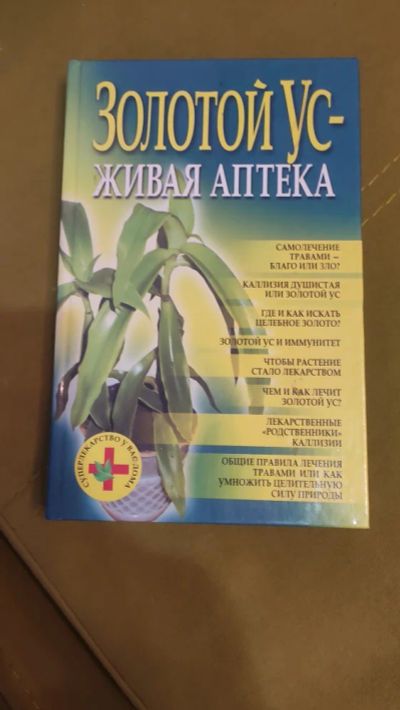 ЗОЛОТОЙ УС-
ЖИВАЯ АПТЕКА
САМОЛЕЧЕНИЕ
ТРАВАМИ –
БЛАГО ИЛИ ЗЛО?
КАЛЛИЗИЯ ДУШИСТАЯ
ИЛИ ЗОЛОТОЙ УС
ГДЕ И КАК ИСКАТЬ
ЦЕЛЕБНОЕ ЗОЛОТО?
ЗОЛОТОЙ УС И ИММУНИТЕТ
ЧТОБЫ РАСТЕНИЕ
СТАЛО ЛЕКАРСТВОМ
ЧЕМ И КАК ЛЕЧИТ
ЗОЛОТОЙ УС?
ЛЕКАРСТВЕННЫЕ
"РОДСТВЕННИКИ"
КАЛЛИЗИИ
ОБЩИЕ ПРАВИЛА ЛЕЧЕНИЯ
ТРАВАМИ ИЛИ КАК
УМНОЖИТЬ ЦЕЛИТЕЛЬНУЮ
СИЛУ ПРИРОДЫ
СУПЕРЛЕКАРСТВО У ВАС ДОМА